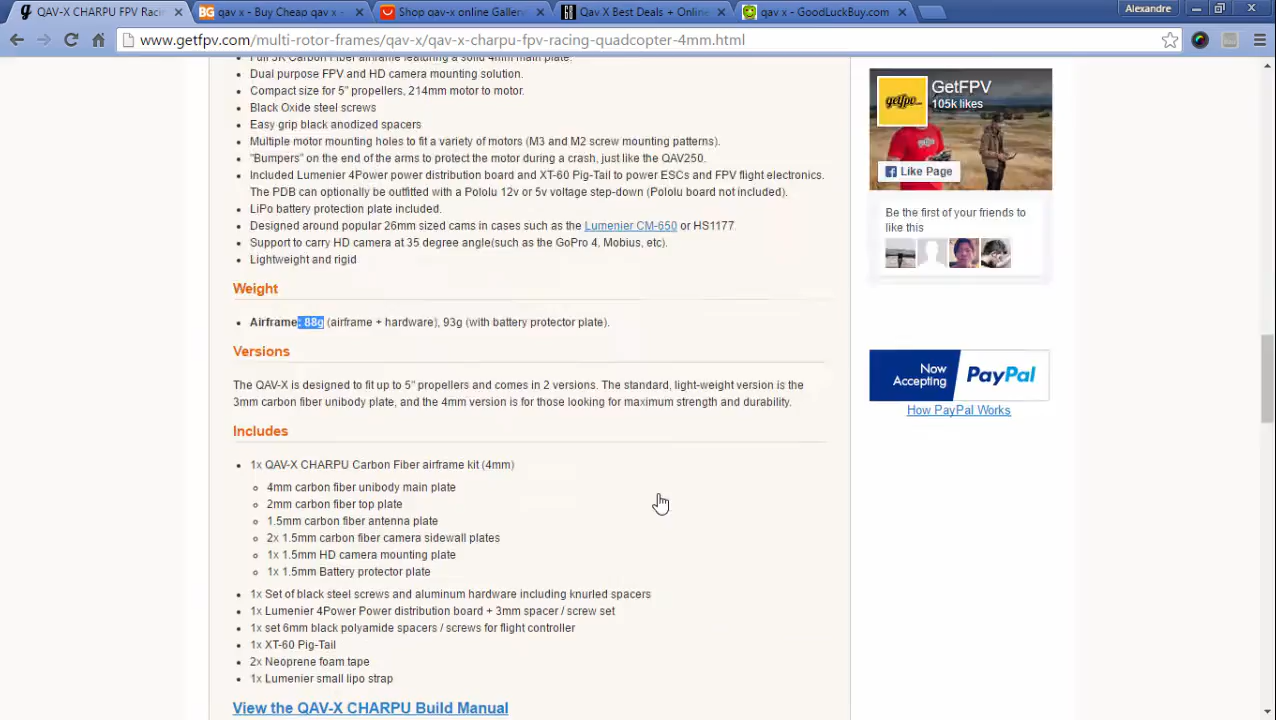 QAV-X CHARPU FPV Racin
qav x - Buy Cheap qav x
Shop qav-x online Galler
Qav X Best Deals + Onlin
qav x - GoodLuckBuy.com
Alexandre
www.getfpv.com/multi-rotor-frames/qav-x/qav-x-charpu-fpv-racing-quadcopter-4mm.html
Full 3K Carbon Fiber airframe featuring a solid 4mm main plate.
Dual purpose FPV and HD camera mounting solution.
Compact size for 5" propellers, 214mm motor to motor.
Black Oxide steel screws
Easy grip black anodized spacers
Multiple motor mounting holes to fit a variety of motors (M3 and M2 screw mounting patterns).
"Bumpers" on the end of the arms to protect the motor during a crash, just like the QAV250.
Included Lumenier 4Power power distribution board and XT-60 Pig-Tail to power ESCs and FPV flight electronics.
The PDB can optionally be outfitted with a Pololu 12v or 5v voltage step-down (Pololu board not included).
LiPo battery protection plate included.
Designed around popular 26mm sized cams in cases such as the Lumenier CM-650 or HS1177.
Support to carry HD camera at 35 degree angle(such as the GoPro 4, Mobius, etc).
Lightweight and rigid
Weight
Airframe: 88g (airframe + hardware), 93g (with battery protector plate).
Versions
The QAV-X is designed to fit up to 5" propellers and comes in 2 versions. The standard, light-weight version is the
3mm carbon fiber unibody plate, and the 4mm version is for those looking for maximum strength and durability.
Includes
1x QAV-X CHARPU Carbon Fiber airframe kit (4mm)
4mm carbon fiber unibody main plate
2mm carbon fiber top plate
1.5mm carbon fiber antenna plate
2x 1.5mm carbon fiber camera sidewall plates
1x 1.5mm HD camera mounting plate
1x 1.5mm Battery protector plate
1x Set of black steel screws and aluminum hardware including knurled spacers
1x Lumenier 4Power Power distribution board + 3mm spacer / screw set
1x set 6mm black polyamide spacers / screws for flight controller
1x XT-60 Pig-Tail
2x Neoprene foam tape
1x Lumenier small lipo strap
View the QAV-X CHARPU Build Manual
getfpv
GetFPV
105k likes
Like Page
Be the first of your friends to
like this
Now
Accepting
PayPal
How PayPal Works